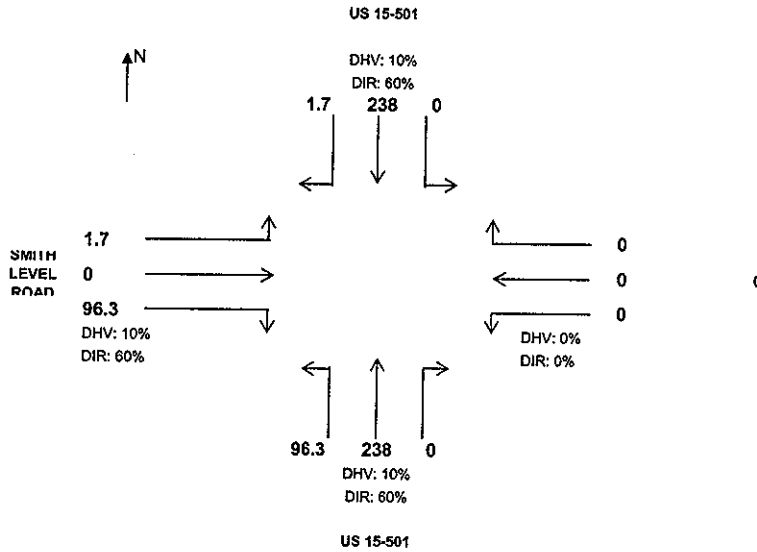 US 15-501
N
DHV: 10%
DIR: 60%
1.7 238 0
1.7
SMITH
LEVEL
ROAD
0
96.3
DHV: 10%
DIR: 60%
0
0
0
DHV: 0%
DIR: 0%
96.3 238 0
DHV: 10%
DIR: 60%
US 15-501